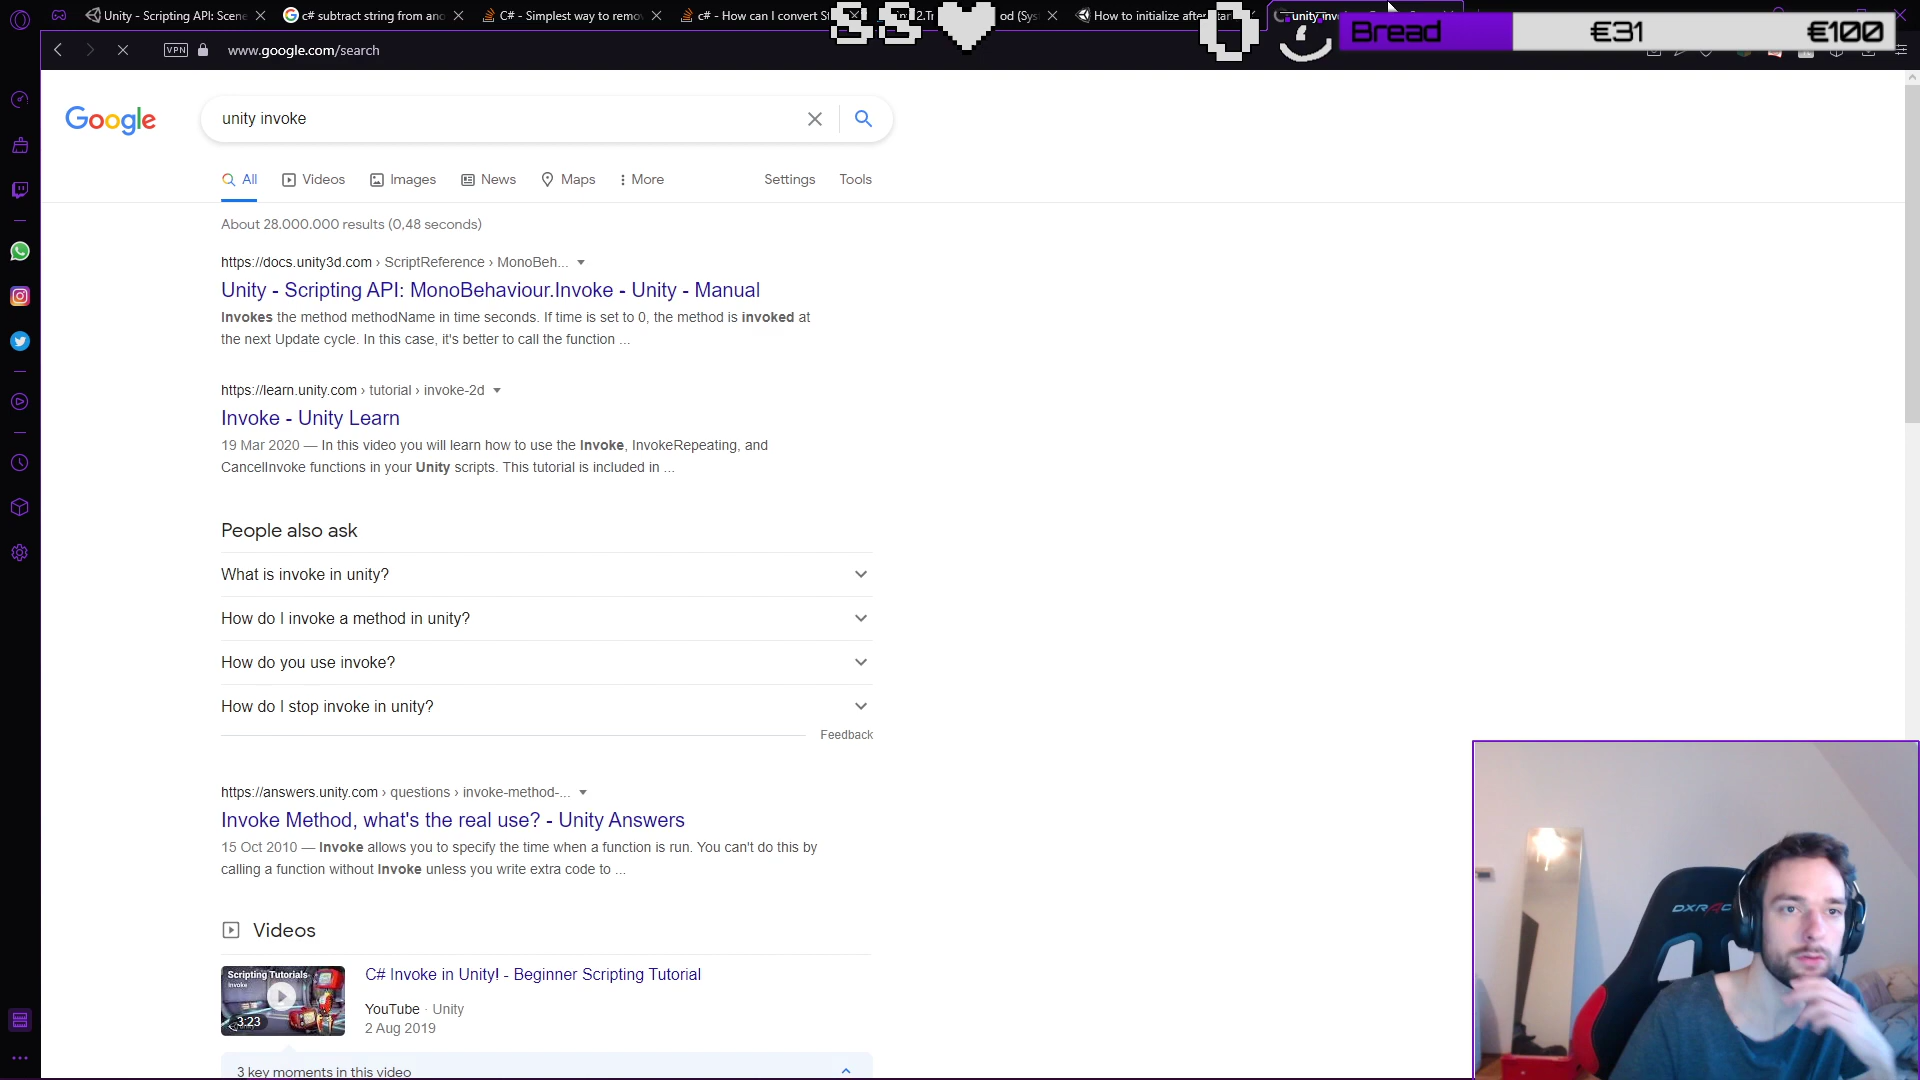 Unity - Scripting API: Scene
c# subtract string from ano
C# - Simplest way to remov
c# - How can I convert St
od (Sys
How to initialize after
unity inv
Bread €31 €100
VPN www.google.com/search
Google
unity invoke
All Videos Images News Maps More Settings Tools
About 28.000.000 results (0,48 seconds)
https://docs.unity3d.com › ScriptReference › MonoBeh...
Unity - Scripting API: MonoBehaviour.Invoke - Unity - Manual
Invokes the method methodName in time seconds. If time is set to 0, the method is invoked at
the next Update cycle. In this case, it's better to call the function ...
https://learn.unity.com › tutorial › invoke-2d
Invoke - Unity Learn
19 Mar 2020 — In this video you will learn how to use the Invoke, InvokeRepeating, and
CancelInvoke functions in your Unity scripts. This tutorial is included in ...
People also ask
What is invoke in unity?
How do I invoke a method in unity?
How do you use invoke?
How do I stop invoke in unity?
Feedback
https://answers.unity.com › questions › invoke-method-...
Invoke Method, what's the real use? - Unity Answers
15 Oct 2010 — Invoke allows you to specify the time when a function is run. You can't do this by
calling a function without Invoke unless you write extra code to ...
Videos
Scripting Tutorials
Invoke
3:23
C# Invoke in Unity! - Beginner Scripting Tutorial
YouTube · Unity
2 Aug 2019
3 key moments in this video
DXRAC